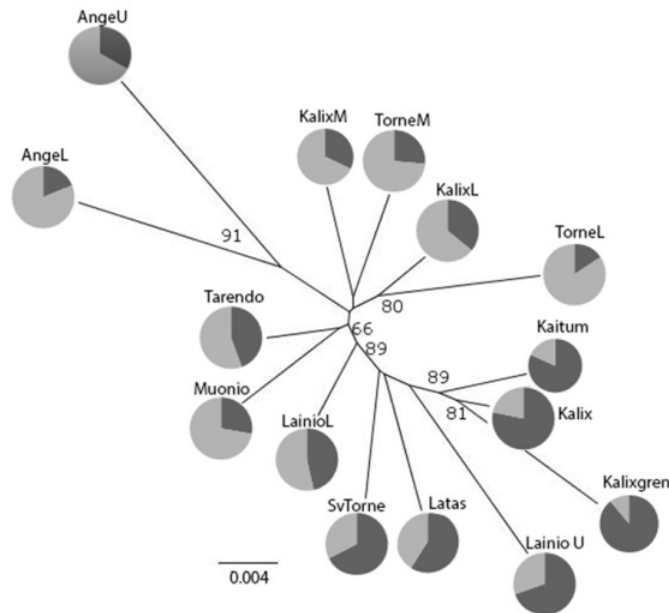 AngeU
KalixM
TorneM
AngeL
KalixL
91
TorneL
80
Tarendo
66
Kaitum
89
89
Muonio
81
Kalix
LainioL
Kalixgren
SvTorne
Latas
Lainio U
0.004